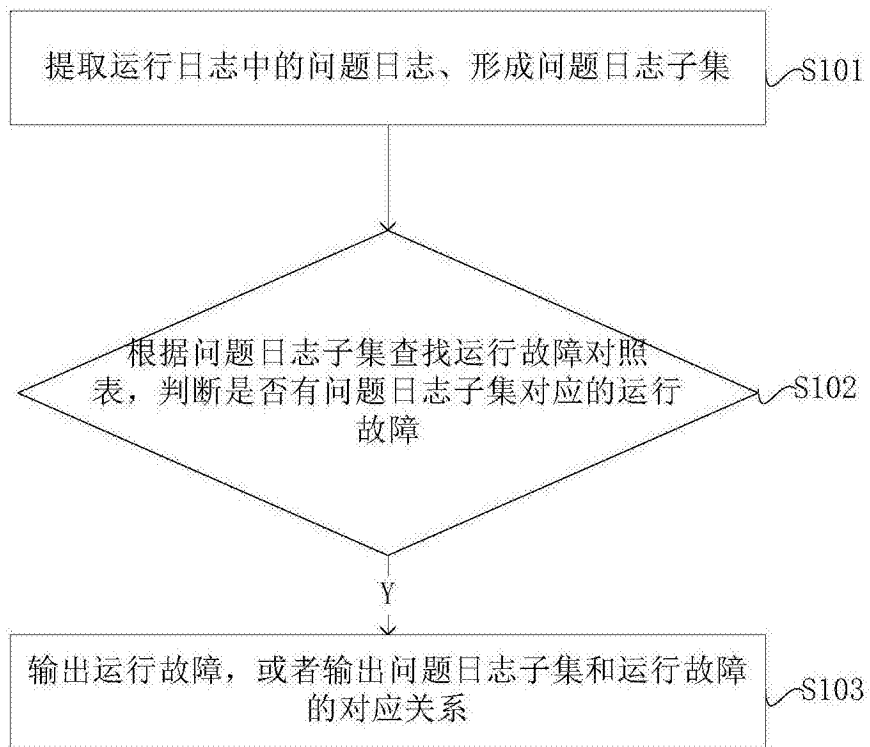 提取运行日志中的问题日志、形成问题日志子集
S101
根据问题日志子集查找运行故障对照
表，判断是否有问题日志子集对应的运行
故障
S102
Y
输出运行故障，或者输出问题日志子集和运行故障
的对应关系
S103